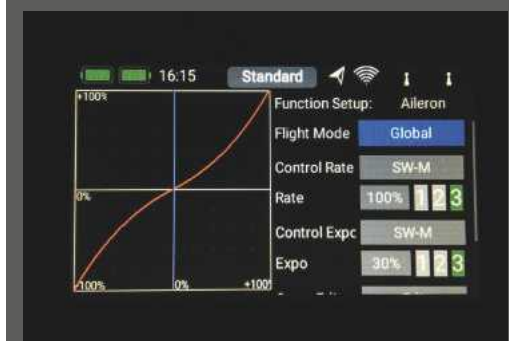 16:15 Standard
+100%
Function Setup: Aileron
Flight Mode Global
Control Rate SW-M
0%
Rate 100% 1 2 3
Control Expo SW-M
Expo 30% 1 2 3
-100% 0% +100%